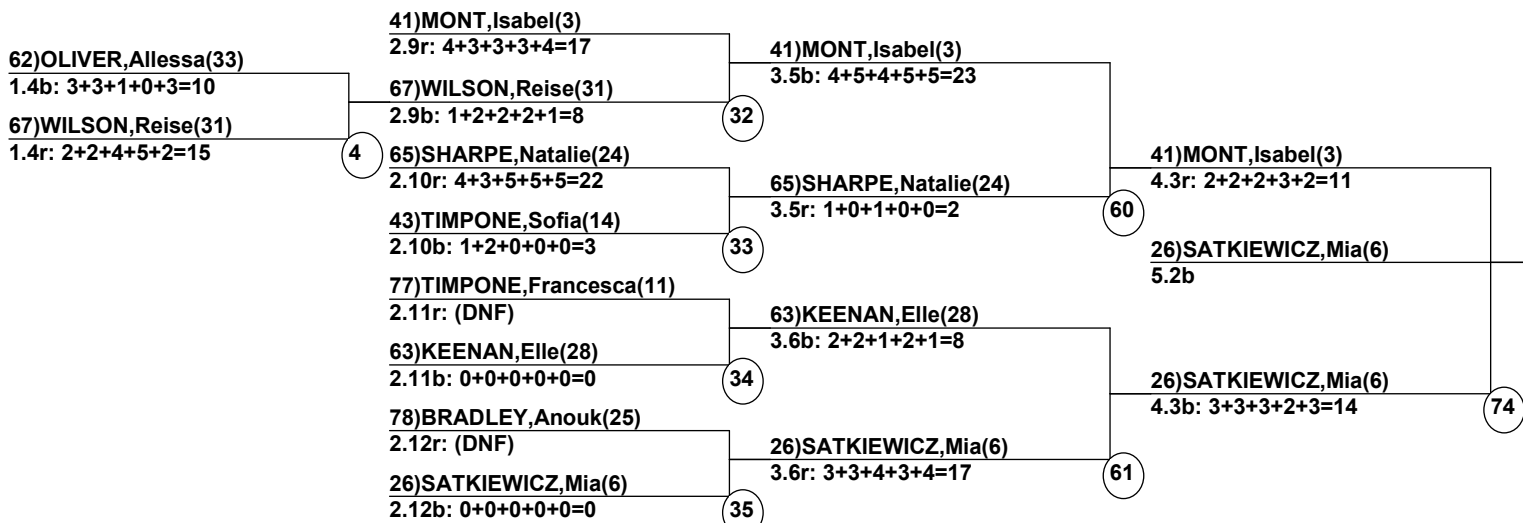 62)OLIVER,Allessa(33)
1.4b: 3+3+1+0+3=10
67)WILSON,Reise(31)
1.4r: 2+2+4+5+2=15
4
41)MONT,Isabel(3)
2.9r: 4+3+3+3+4=17
67)WILSON,Reise(31)
2.9b: 1+2+2+2+1=8
32
65)SHARPE,Natalie(24)
2.10r: 4+3+5+5+5=22
43)TIMPONE,Sofia(14)
2.10b: 1+2+0+0+0=3
33
77)TIMPONE,Francesca(11)
2.11r: (DNF)
63)KEENAN,Elle(28)
2.11b: 0+0+0+0+0=0
34
78)BRADLEY,Anouk(25)
2.12r: (DNF)
26)SATKIEWICZ,Mia(6)
2.12b: 0+0+0+0+0=0
35
41)MONT,Isabel(3)
3.5b: 4+5+4+5+5=23
65)SHARPE,Natalie(24)
3.5r: 1+0+1+0+0=2
60
63)KEENAN,Elle(28)
3.6b: 2+2+1+2+1=8
26)SATKIEWICZ,Mia(6)
3.6r: 3+3+4+3+4=17
61
41)MONT,Isabel(3)
4.3r: 2+2+2+3+2=11
26)SATKIEWICZ,Mia(6)
5.2b
26)SATKIEWICZ,Mia(6)
4.3b: 3+3+3+2+3=14
74